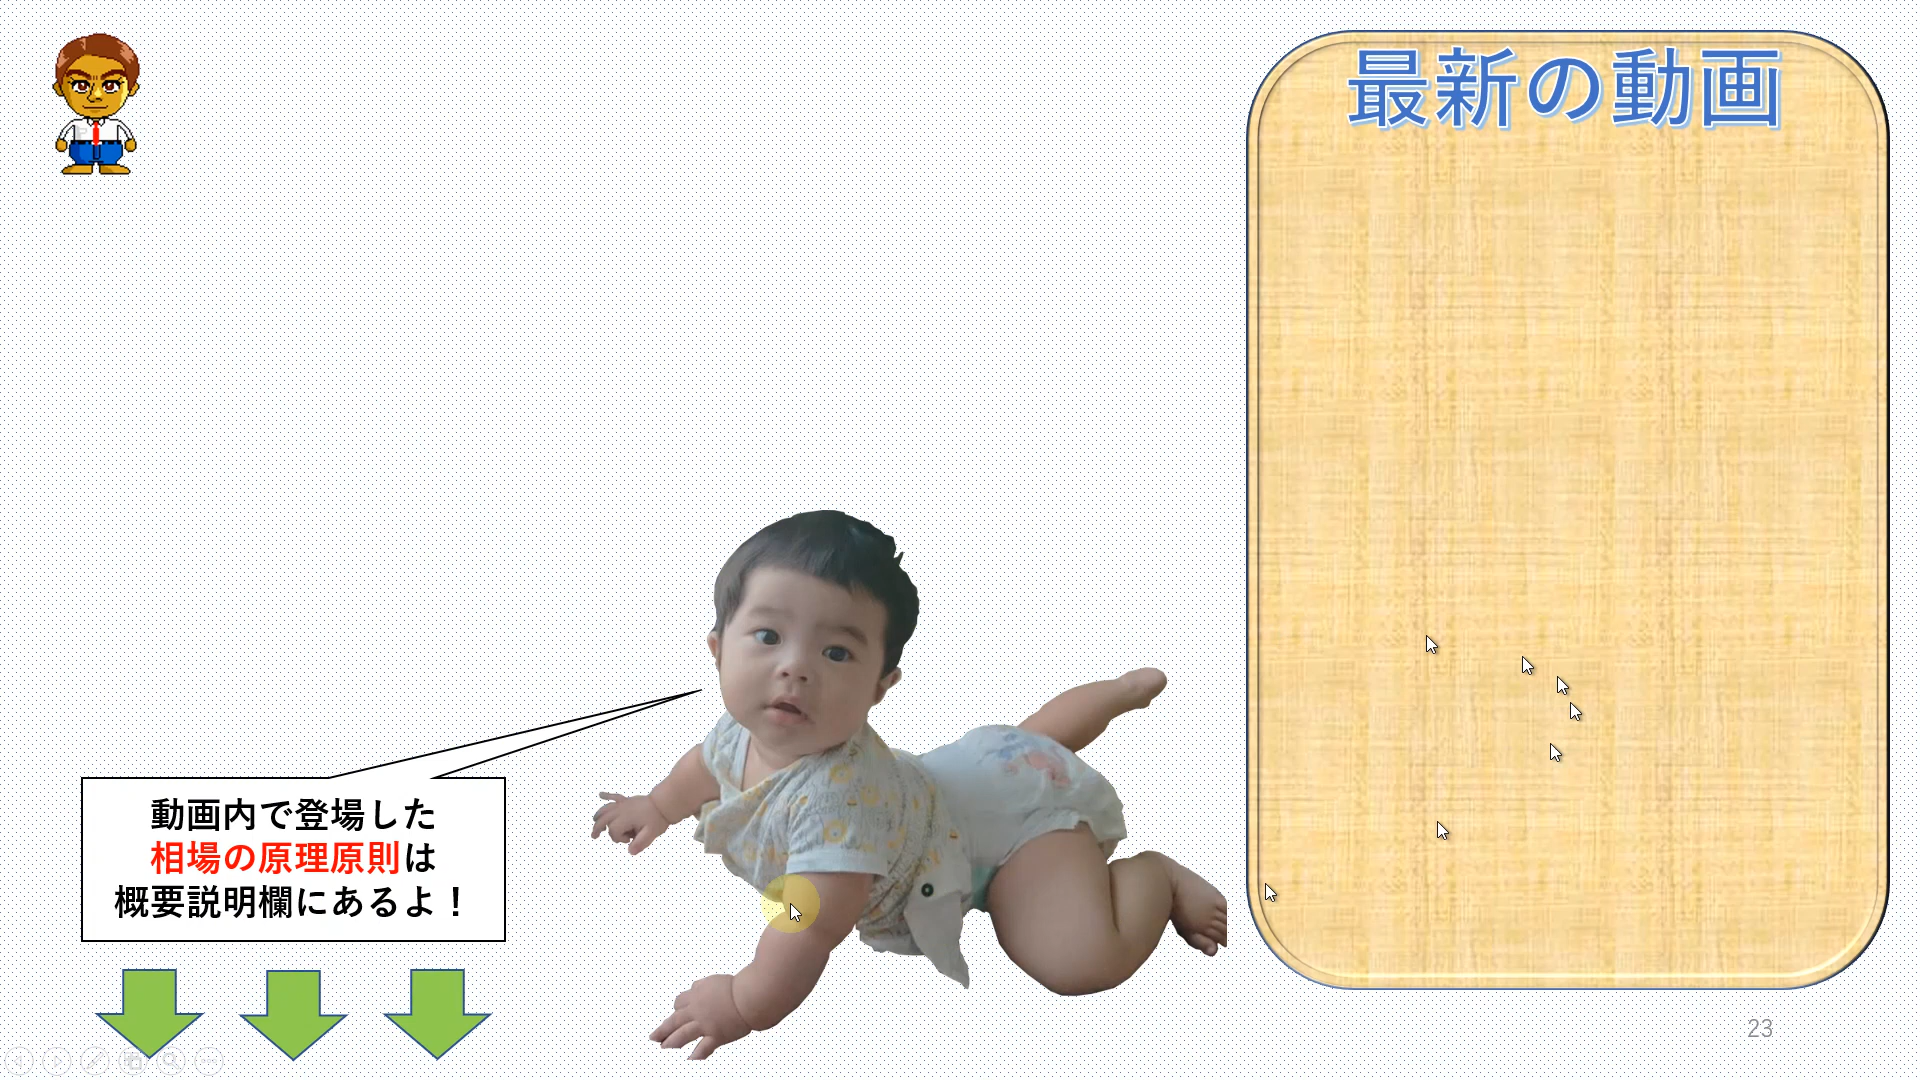 最新の動画
動画内で登場した
相場の原理原則は
概要説明欄にあるよ！
23